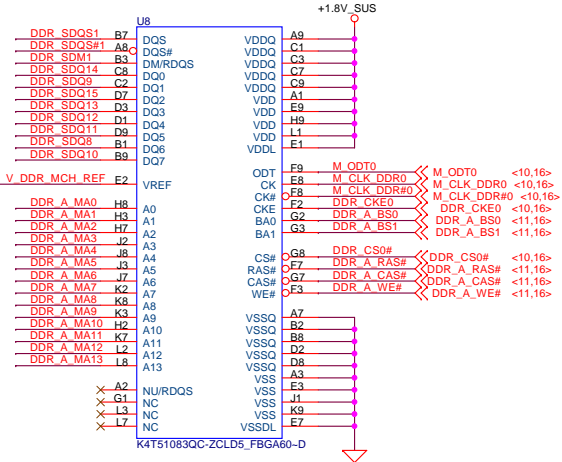 +1.8V_SUS
U8
DDR_SDQS1 B7 DQS VDDQ A9
DDR_SDQS#1 A8 DQS# VDDQ C1
DDR_SDM1 B3 DM/RDQS VDDQ C3
DDR_SDQ14 C8 DQ0 VDDQ C7
DDR_SDQ9 C2 DQ1 VDDQ C9
DDR_SDQ15 D7 DQ2 VDD A1
DDR_SDQ13 D3 DQ3 VDD E9
DDR_SDQ12 D1 DQ4 VDD H9
DDR_SDQ11 D9 DQ5 VDD L1
DDR_SDQ8 B1 DQ6 VDDL E1
DDR_SDQ10 B9 DQ7
ODT F9 M_ODT0 M_ODT0 <10,16>
V_DDR_MCH_REF E2 VREF CK E8 M_CLK_DDR0 M_CLK_DDR0 <10,16>
CK# F8 M_CLK_DDR#0 M_CLK_DDR#0 <10,16>
DDR_A_MA0 H8 A0 CKE F2 DDR_CKE0 DDR_CKE0 <10,16>
DDR_A_MA1 H3 A1 BA0 G2 DDR_A_BS0 DDR_A_BS0 <11,16>
DDR_A_MA2 H7 A2 BA1 G3 DDR_A_BS1 DDR_A_BS1 <11,16>
DDR_A_MA3 J2 A3
DDR_A_MA4 J8 A4 CS# G8 DDR_CS0# DDR_CS0# <10,16>
DDR_A_MA5 J3 A5 RAS# F7 DDR_A_RAS# DDR_A_RAS# <11,16>
DDR_A_MA6 J7 A6 CAS# G7 DDR_A_CAS# DDR_A_CAS# <11,16>
DDR_A_MA7 K2 A7 WE# F3 DDR_A_WE# DDR_A_WE# <11,16>
DDR_A_MA8 K8 A8
DDR_A_MA9 K3 A9 VSSQ A7
DDR_A_MA10 H2 A10 VSSQ B2
DDR_A_MA11 K7 A11 VSSQ B8
DDR_A_MA12 L2 A12 VSSQ D2
DDR_A_MA13 L8 A13 VSSQ D8
VSS A3
A2 NU/RDQS VSS E3
G1 NC VSS J1
L3 NC VSS K9
L7 NC VSSDL E7
K4T51083QC-ZCLD5_FBGA60~D